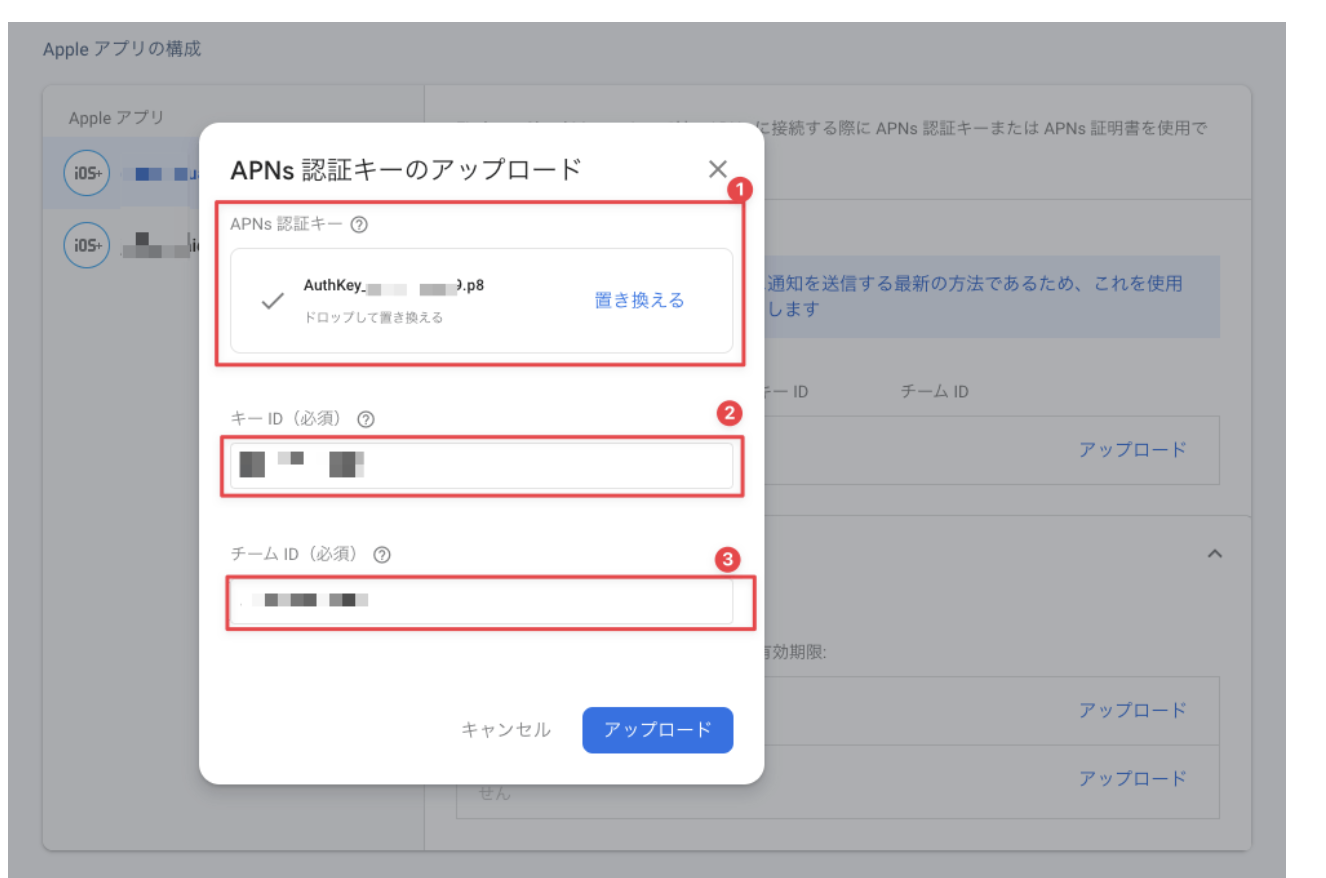 Apple アプリの構成
Apple アプリ
に接続する際に APNs 認証キーまたは APNs 証明書を使用で
iOS+
iOS+
APNs 認証キーのアップロード
1
APNs 認証キー ?
AuthKey_ 9.p8
ドロップして置き換える
置き換える
通知を送信する最新の方法であるため、これを使用
します
キー ID(必須) ?
2
キー ID
チーム ID
アップロード
チーム ID(必須) ?
3
有効期限:
キャンセル
アップロード
アップロード
せん
アップロード